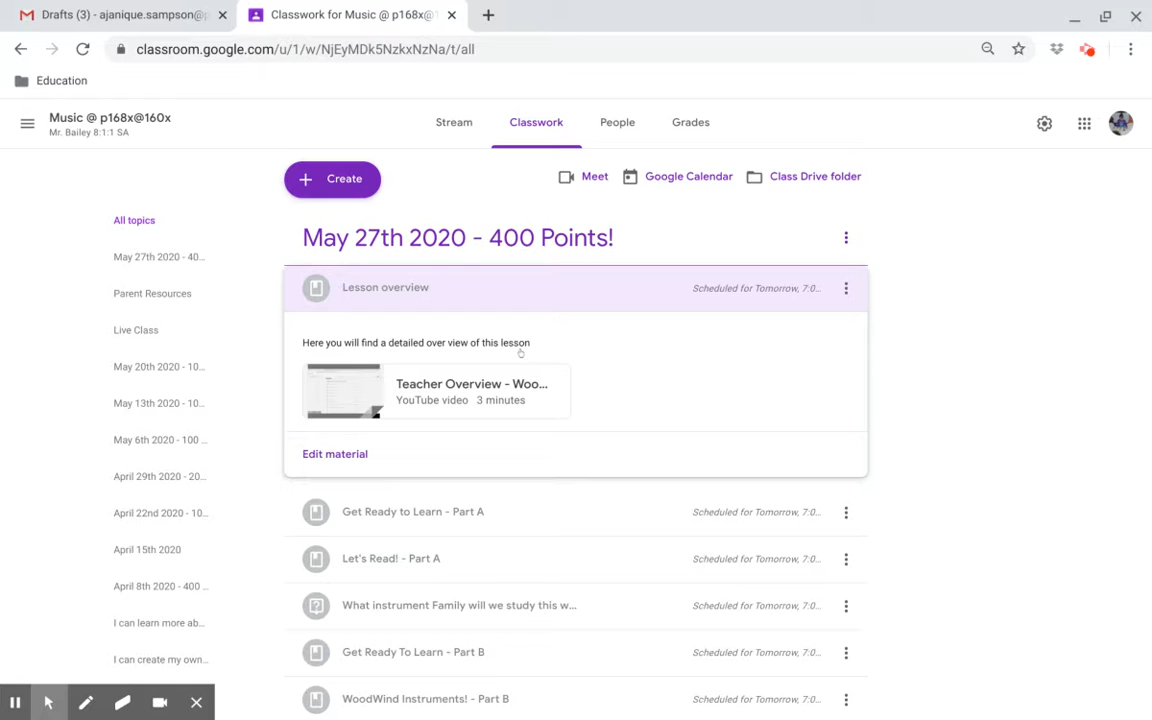 Drafts (3) - ajanique.sampson@p
Classwork for Music @ p168x@1
classroom.google.com/u/1/w/NjEyMDk5NzkxNzNa/t/all
Education
Music @ p168x@160x
Mr. Bailey 8:1:1 SA
Stream
Classwork
People
Grades
Create
Meet
Google Calendar
Class Drive folder
All topics
May 27th 2020 - 40...
Parent Resources
Live Class
May 20th 2020 - 10...
May 13th 2020 - 40...
May 6th 2020 - 100 ...
April 29th 2020 - 20...
April 22nd 2020 - 10...
April 15th 2020
April 8th 2020 - 400 ...
I can learn more ab...
I can create my own...
May 27th 2020 - 400 Points!
Lesson overview
Scheduled for Tomorrow, 7:0...
Here you will find a detailed over view of this lesson
Teacher Overview - Woo...
YouTube video 3 minutes
Edit material
Get Ready to Learn - Part A
Scheduled for Tomorrow, 7:0...
Let's Read! - Part A
Scheduled for Tomorrow, 7:0...
What instrument Family will we study this w...
Scheduled for Tomorrow, 7:0...
Get Ready To Learn - Part B
Scheduled for Tomorrow, 7:0...
WoodWind Instruments! - Part B
Scheduled for Tomorrow, 7:0...